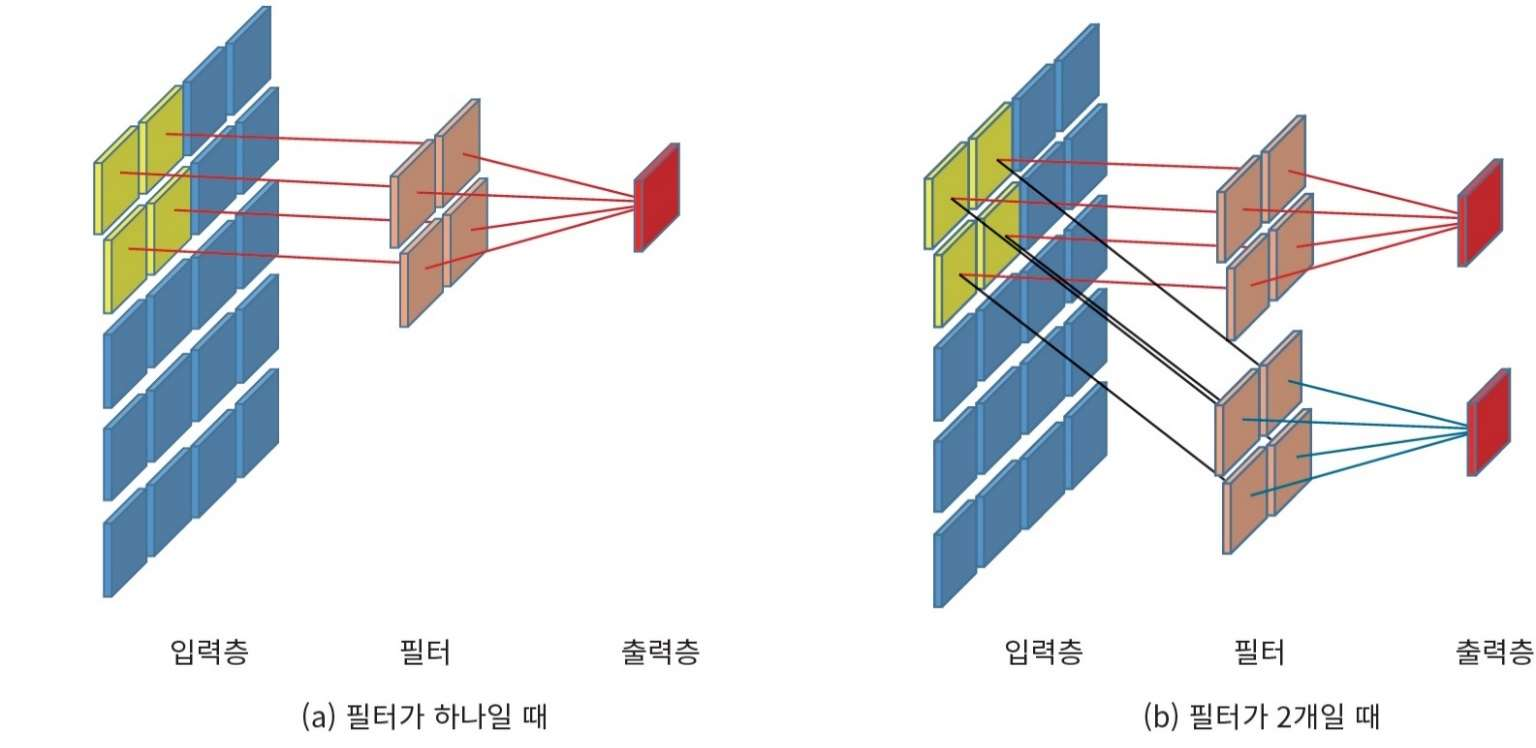 입력층 필터 출력층 입력층 필터 출력층
(a) 필터가 하나일 때 (b) 필터가 2개일 때